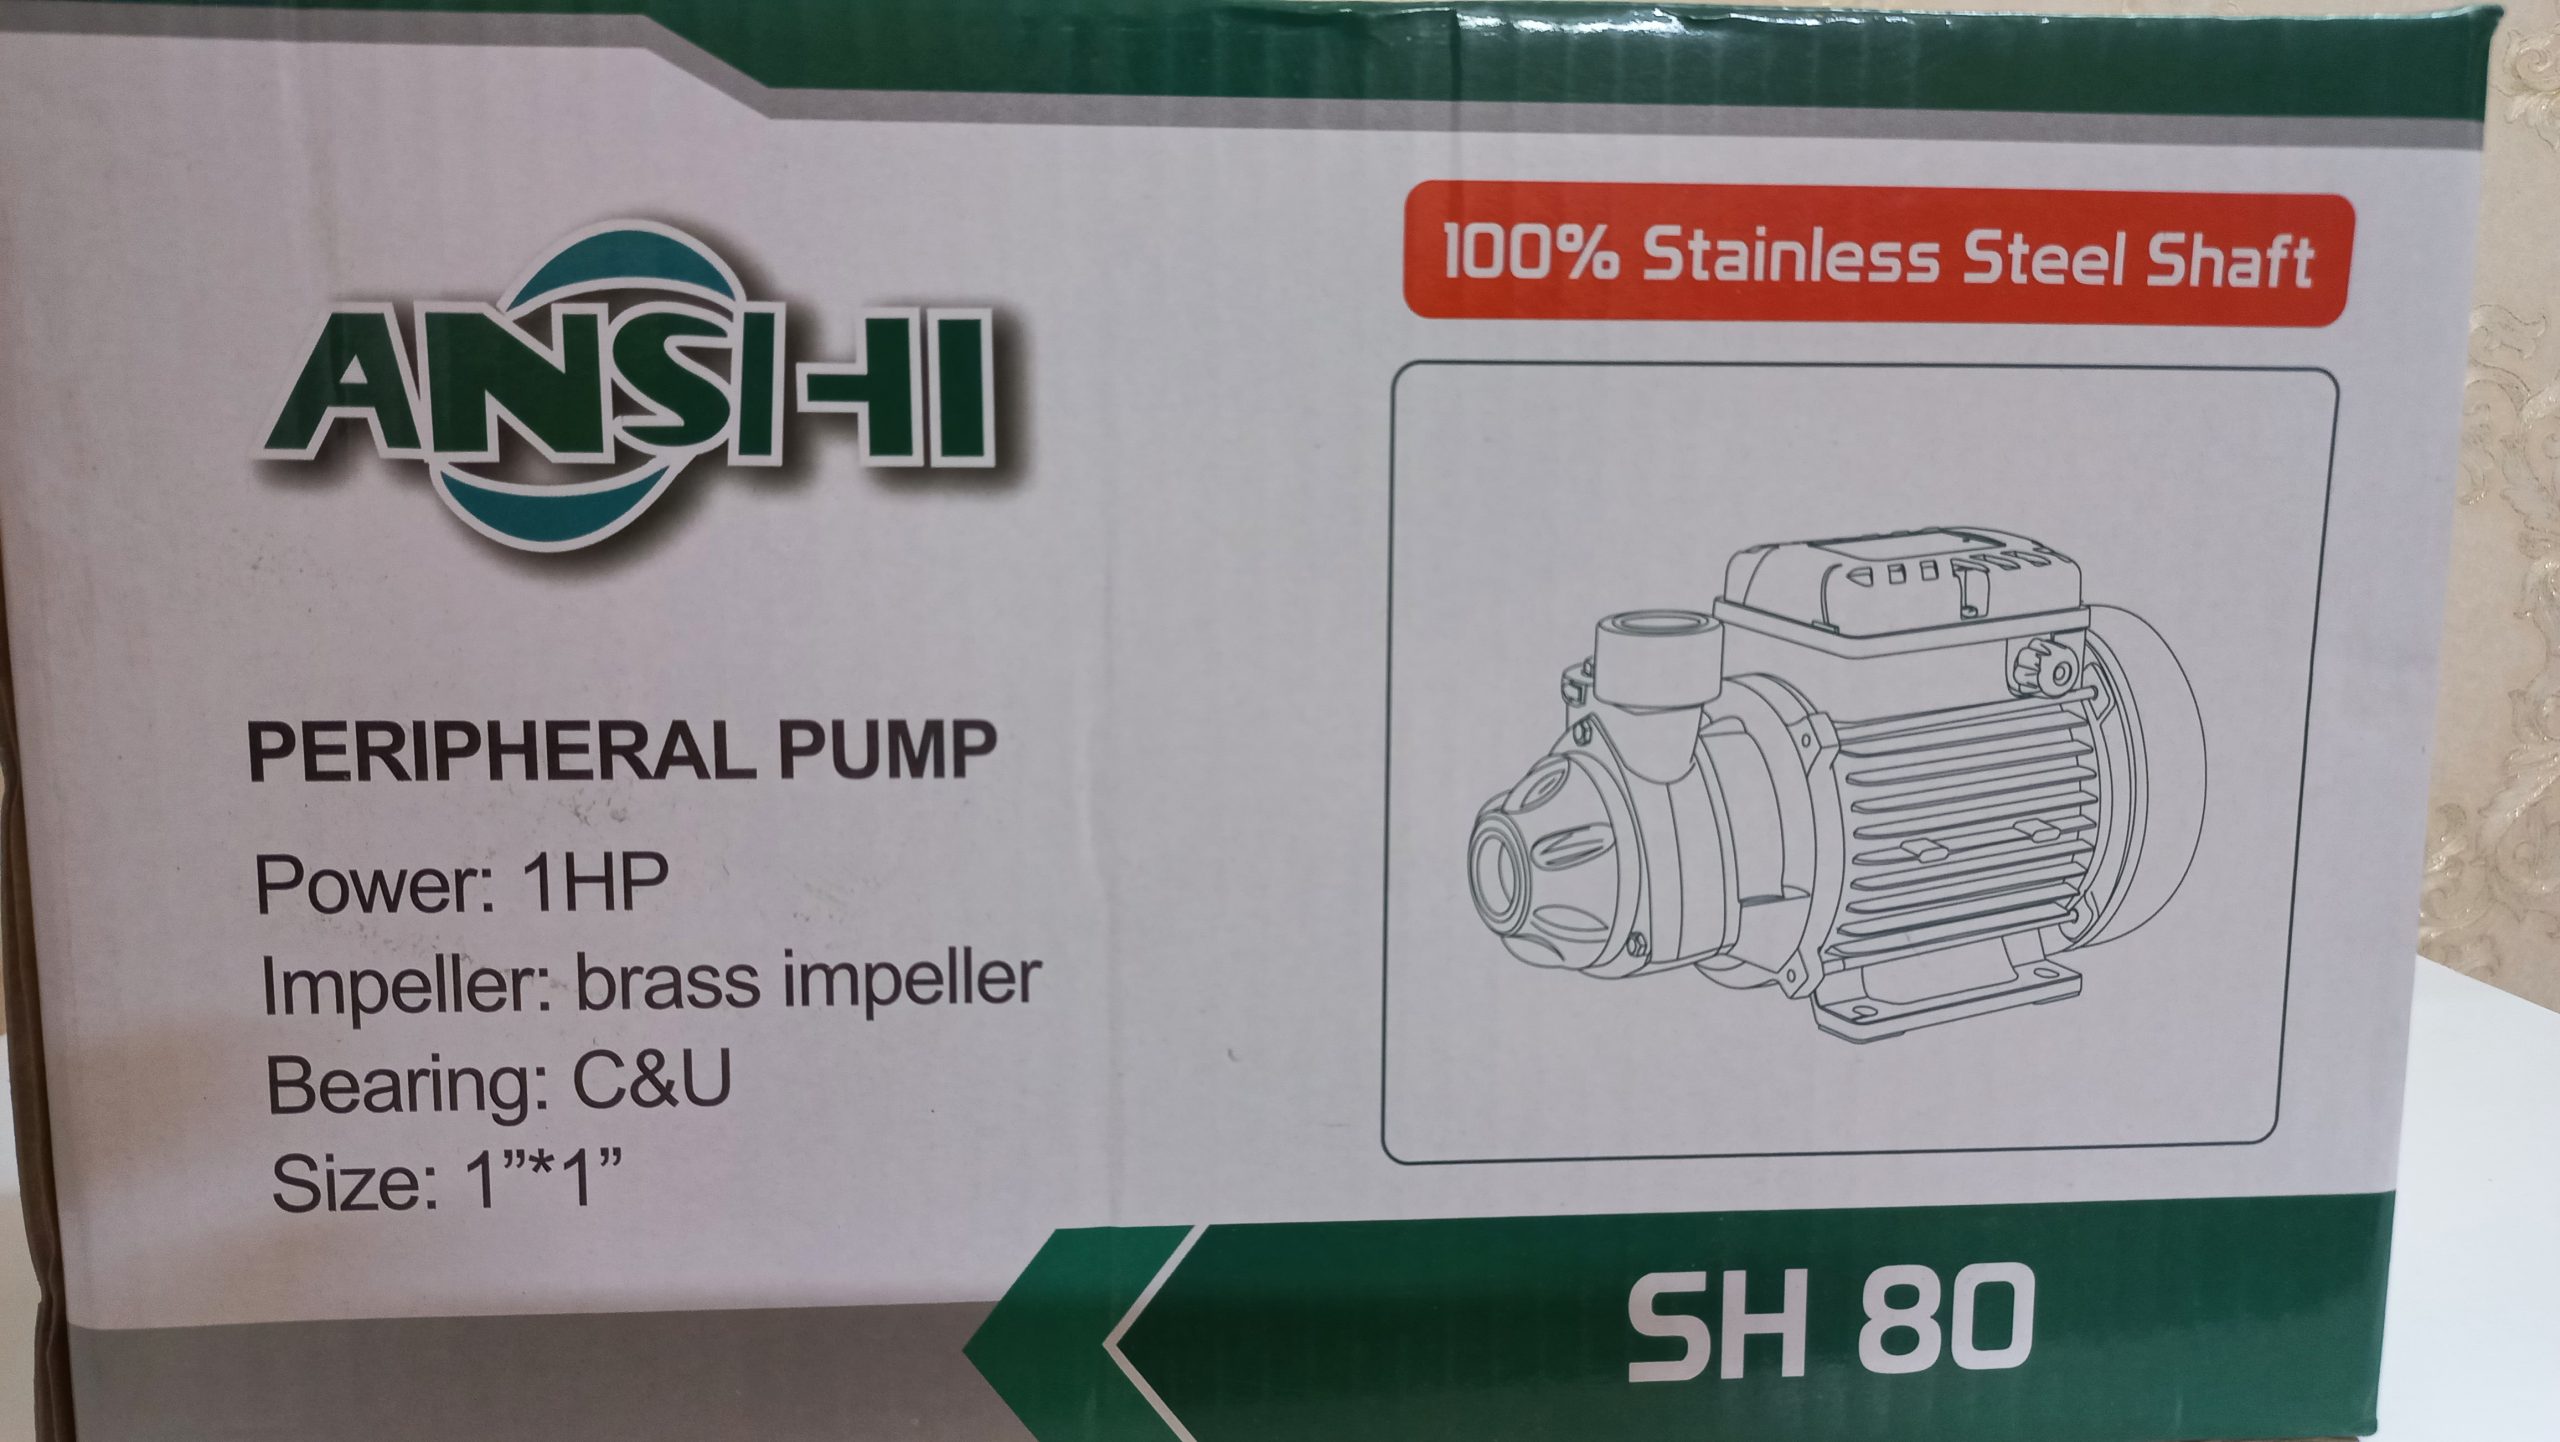 ANSHI
100% Stainless Steel Shaft
PERIPHERAL PUMP
Power: 1HP
Impeller: brass impeller
Bearing: C&U
Size: 1”*1”
SH 80